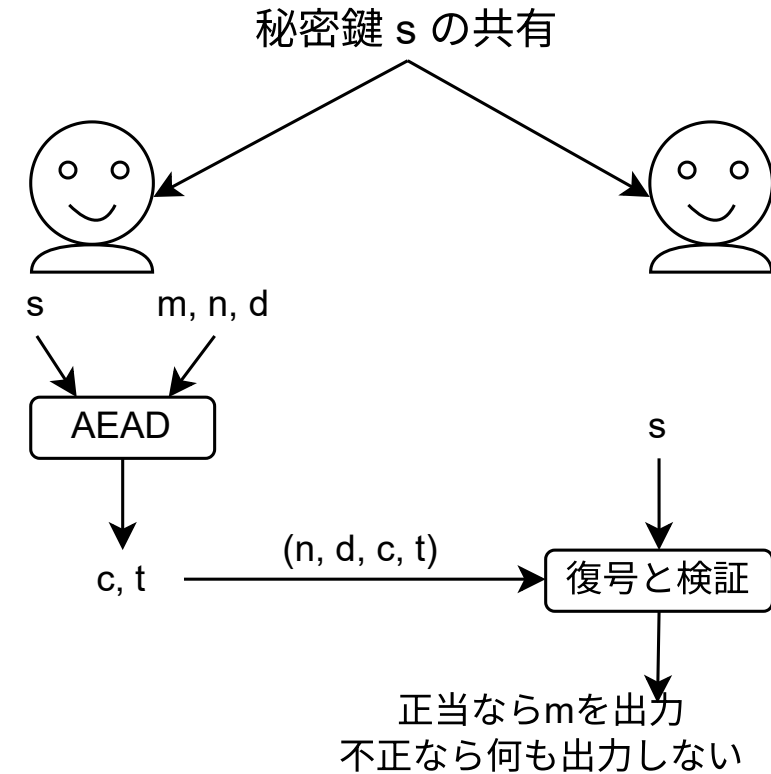 秘密鍵 s の共有
s
m, n, d
AEAD
s
(n, d, c, t)
c, t
復号と検証
正当ならmを出力
不正なら何も出力しない